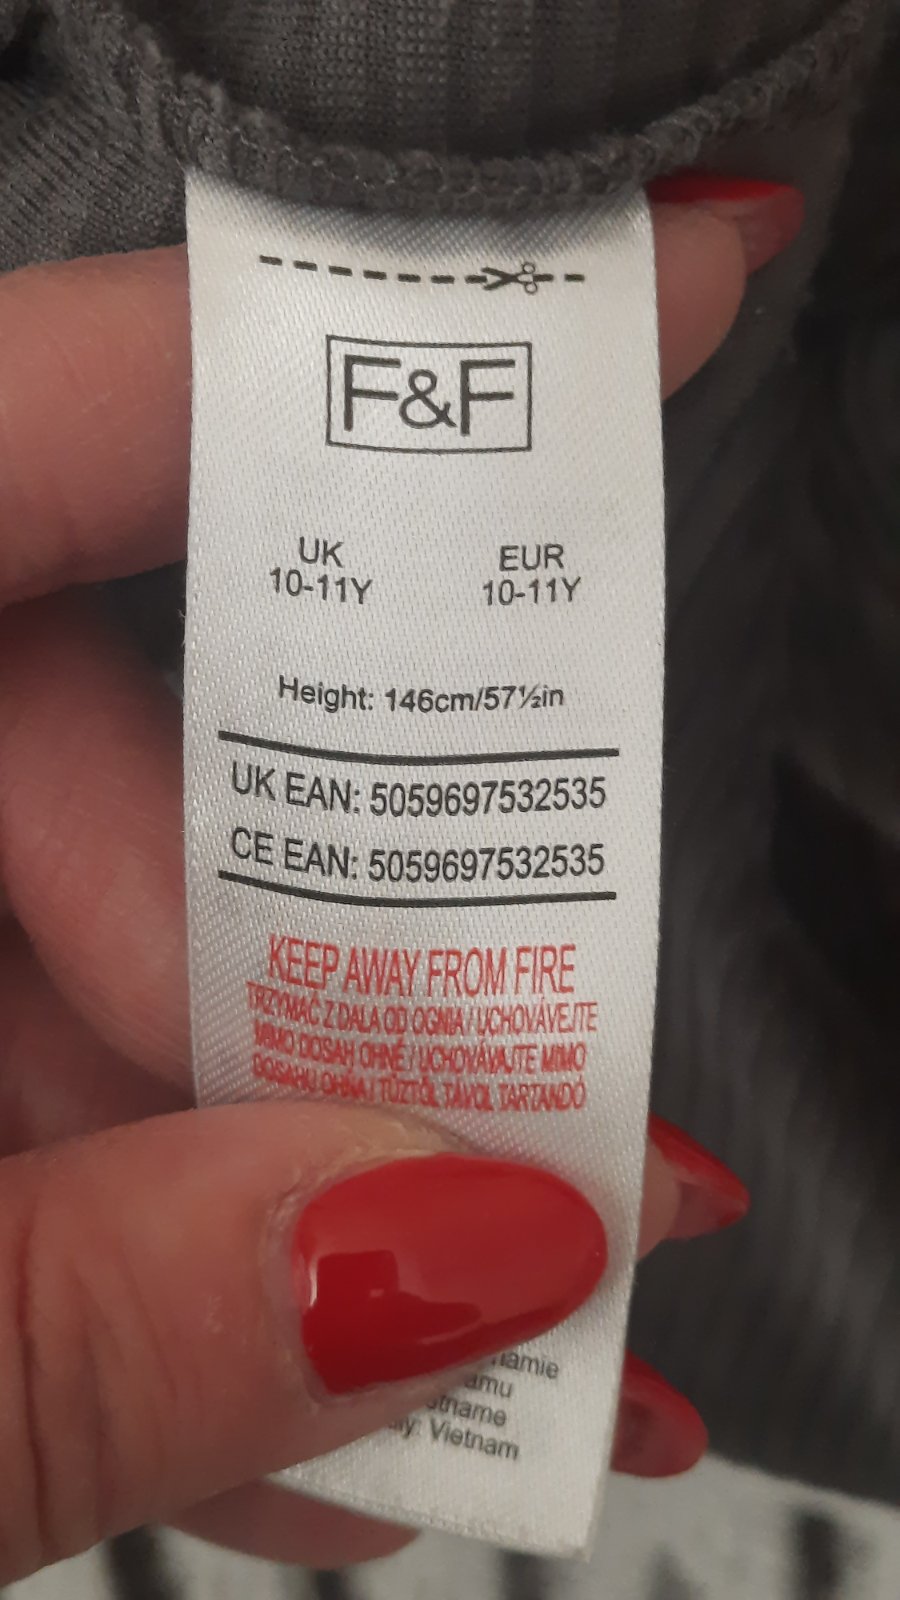 F&F
UK
10-11Y
EUR
10-11Y
Height: 146cm/57½in
UK EAN: 5059697532535
CE EAN: 5059697532535
KEEP AWAY FROM FIRE
TRZYMAĆ Z DALA OD OGNIA / UCHOVÁVEJTE
MIMO DOSAH OHNĚ / UCHOVÁVAJTE MIMO
DOSAHU OHŇA / TŰZTŐL TÁVOL TARTANDÓ
Vietnam